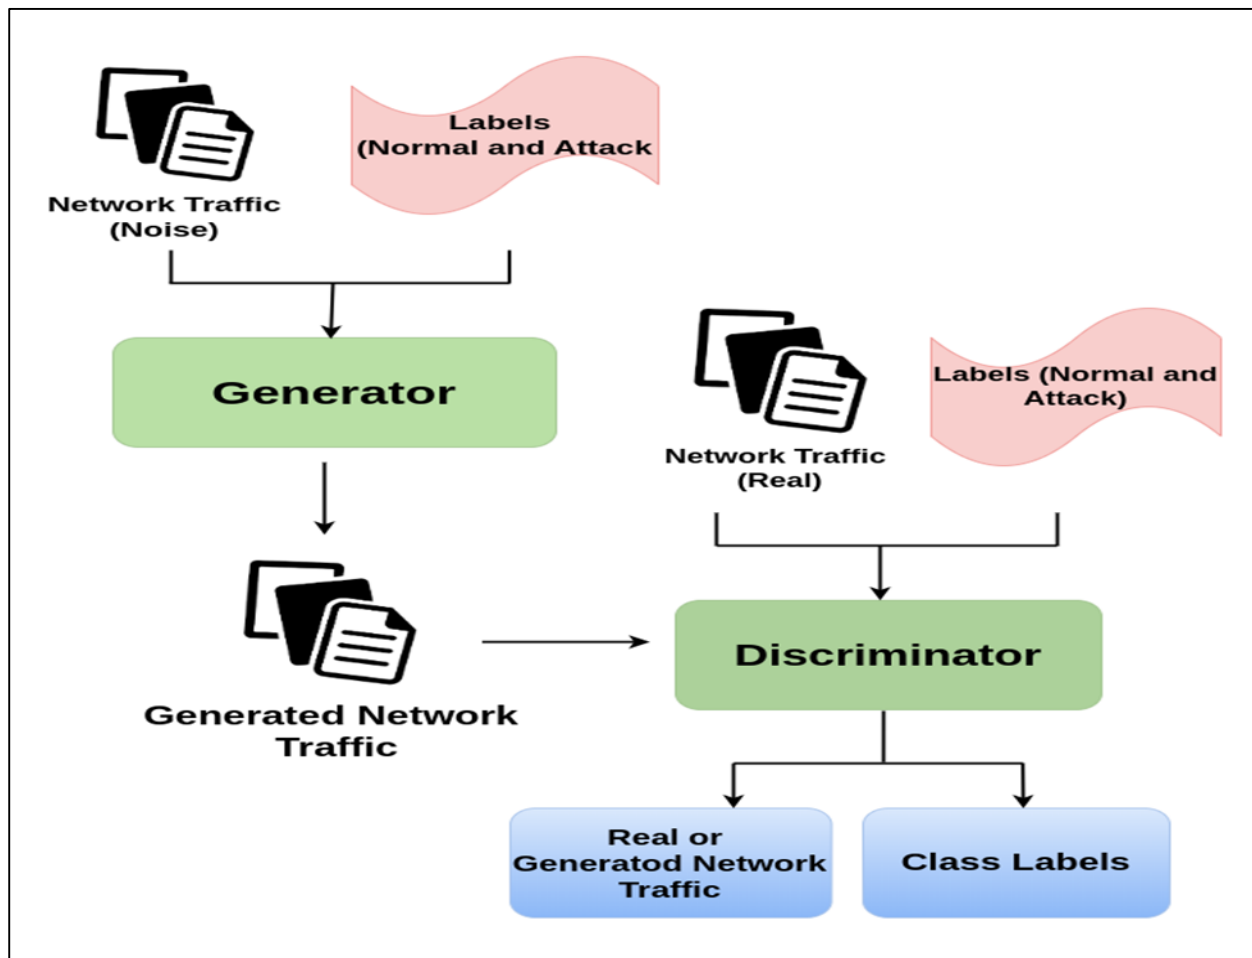 Labels
(Normal and Attack
Network Traffic
(Noise)
Generator
Labels (Normal and
Attack)
Network Traffic
(Real)
Discriminator
Generated Network
Traffic
Real or
Generatod Network
Traffic
Class Labels